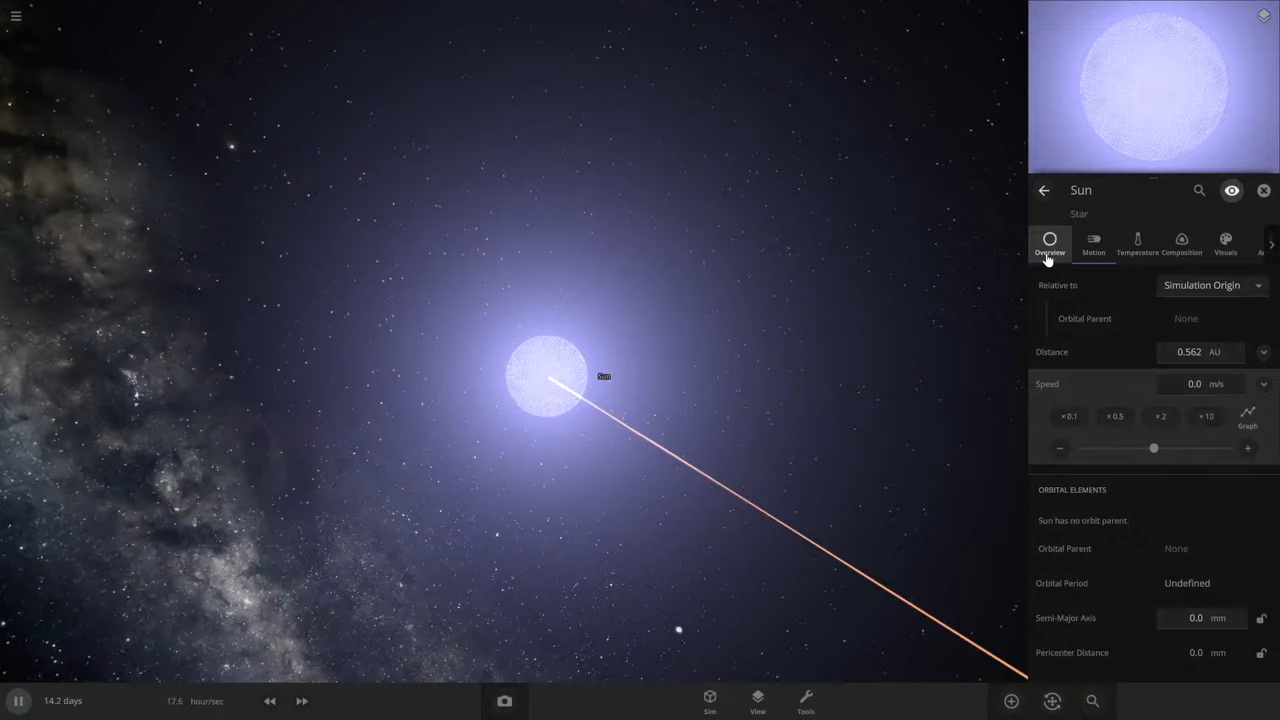 Sun
Star
Overview
Motion
Temperature
Composition
Visuals
Relative to
Simulation Origin
Orbital Parent
None
Distance
0.562 AU
Speed
0.0 m/s
× 0.1
× 0.5
× 2
× 10
Graph
ORBITAL ELEMENTS
Sun has no orbit parent.
Orbital Parent
None
Orbital Period
Undefined
Semi-Major Axis
0.0 mm
Pericenter Distance
0.0 mm
Sun
14.2 days
17.6 hour/sec
Sim
View
Tools